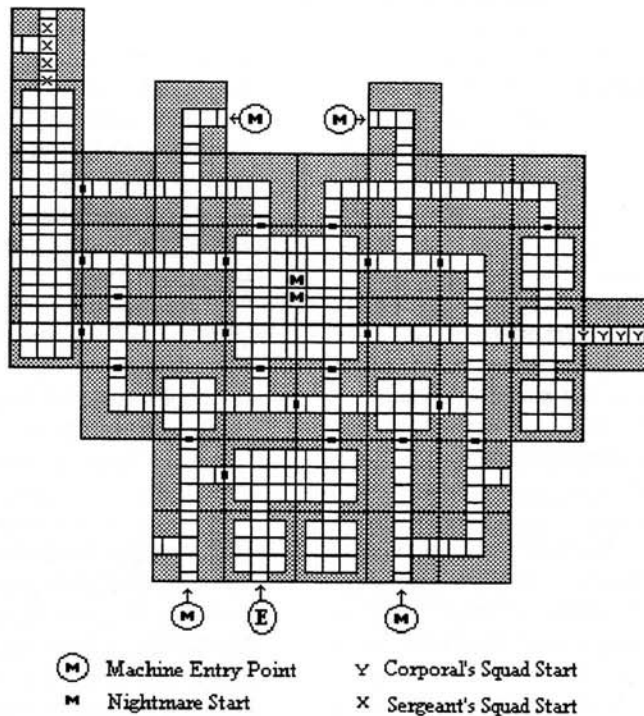 X
X
X
X
M
M
M
M
Y Y Y Y
M
E
M
M Machine Entry Point
Y Corporal's Squad Start
M Nightmare Start
X Sergeant's Squad Start